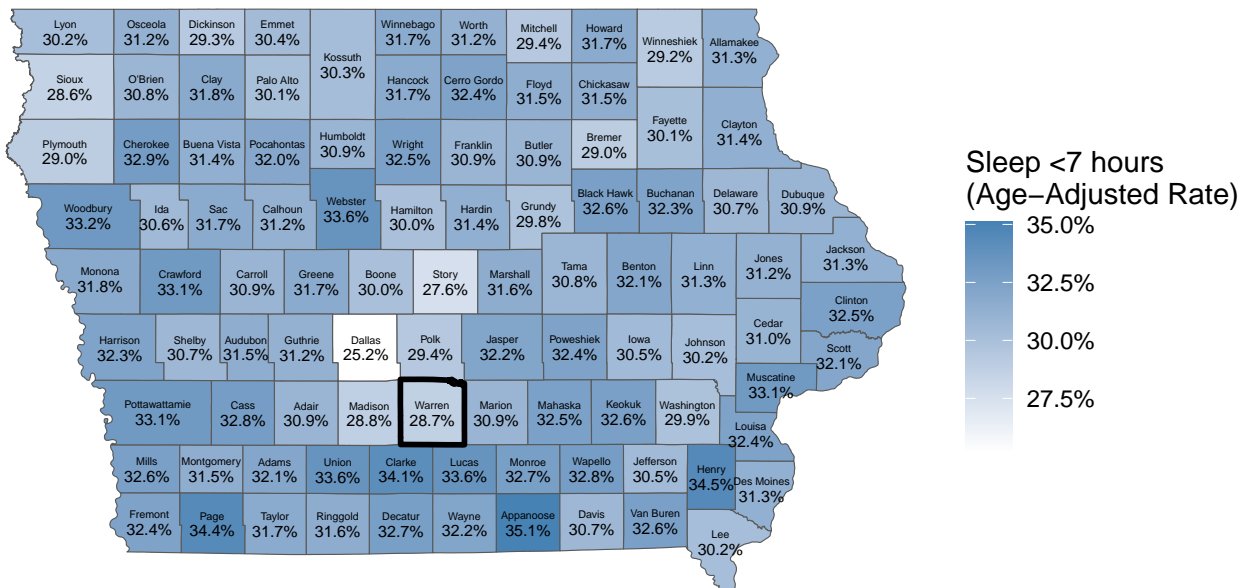 Lyon
30.2%
Osceola
31.2%
Dickinson
29.3%
Emmet
30.4%
Kossuth
30.3%
Winnebago
31.7%
Worth
31.2%
Mitchell
29.4%
Howard
31.7%
Winneshiek
29.2%
Allamakee
31.3%
Sioux
28.6%
O'Brien
30.8%
Clay
31.8%
Palo Alto
30.1%
Hancock
31.7%
Cerro Gordo
32.4%
Floyd
31.5%
Chickasaw
31.5%
Fayette
30.1%
Clayton
31.4%
Plymouth
29.0%
Cherokee
32.9%
Buena Vista
31.4%
Pocahontas
32.0%
Humboldt
30.9%
Wright
32.5%
Franklin
30.9%
Butler
30.9%
Bremer
29.0%
Woodbury
33.2%
Ida
30.6%
Sac
31.7%
Calhoun
31.2%
Webster
33.6%
Hamilton
30.0%
Hardin
31.4%
Grundy
29.8%
Black Hawk
32.6%
Buchanan
32.3%
Delaware
30.7%
Dubuque
30.9%
Monona
31.8%
Crawford
33.1%
Carroll
30.9%
Greene
31.7%
Boone
30.0%
Story
27.6%
Marshall
31.6%
Tama
30.8%
Benton
32.1%
Linn
31.3%
Jones
31.2%
Jackson
31.3%
Clinton
32.5%
Harrison
32.3%
Shelby
30.7%
Audubon
31.5%
Guthrie
31.2%
Dallas
25.2%
Polk
29.4%
Jasper
32.2%
Poweshiek
32.4%
Iowa
30.5%
Johnson
30.2%
Cedar
31.0%
Scott
32.1%
Muscatine
33.1%
Pottawattamie
33.1%
Cass
32.8%
Adair
30.9%
Madison
28.8%
Warren
28.7%
Marion
30.9%
Mahaska
32.5%
Keokuk
32.6%
Washington
29.9%
Louisa
32.4%
Mills
32.6%
Montgomery
31.5%
Adams
32.1%
Union
33.6%
Clarke
34.1%
Lucas
33.6%
Monroe
32.7%
Wapello
32.8%
Jefferson
30.5%
Henry
34.5%
Des Moines
31.3%
Fremont
32.4%
Page
34.4%
Taylor
31.7%
Ringgold
31.6%
Decatur
32.7%
Wayne
32.2%
Appanoose
35.1%
Davis
30.7%
Van Buren
32.6%
Lee
30.2%
Sleep <7 hours
(Age−Adjusted Rate)
35.0%
32.5%
30.0%
27.5%